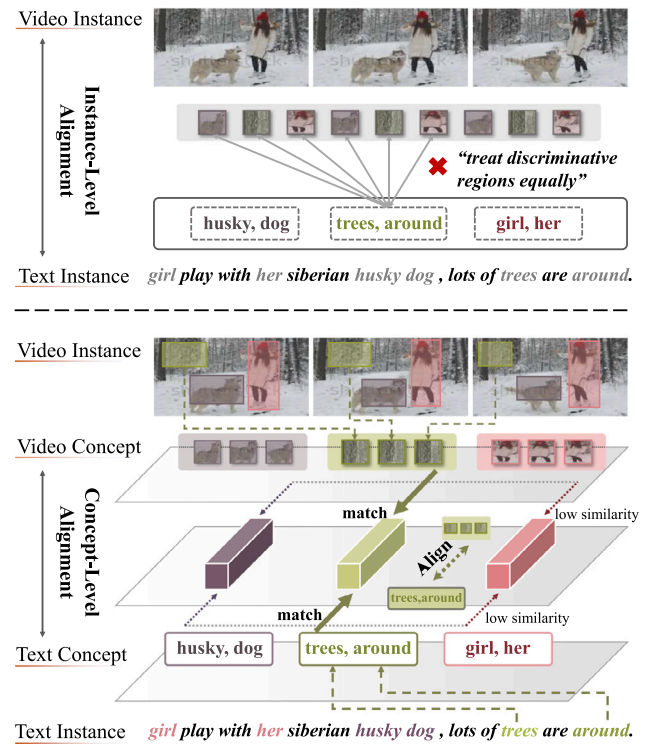 Video Instance
Instance-Level
Alignment
"treat discriminative
regions equally"
husky, dog
trees, around
girl, her
Text Instance
girl play with her siberian husky dog , lots of trees are around.
Video Instance
Video Concept
Concept-Level
Alignment
match
low similarity
Align
trees,around
match
low similarity
Text Concept
husky, dog
trees, around
girl, her
Text Instance
girl play with her siberian husky dog , lots of trees are around.